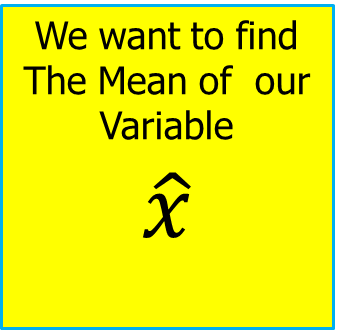 We want to find
The Mean of  our
Variable
x̂